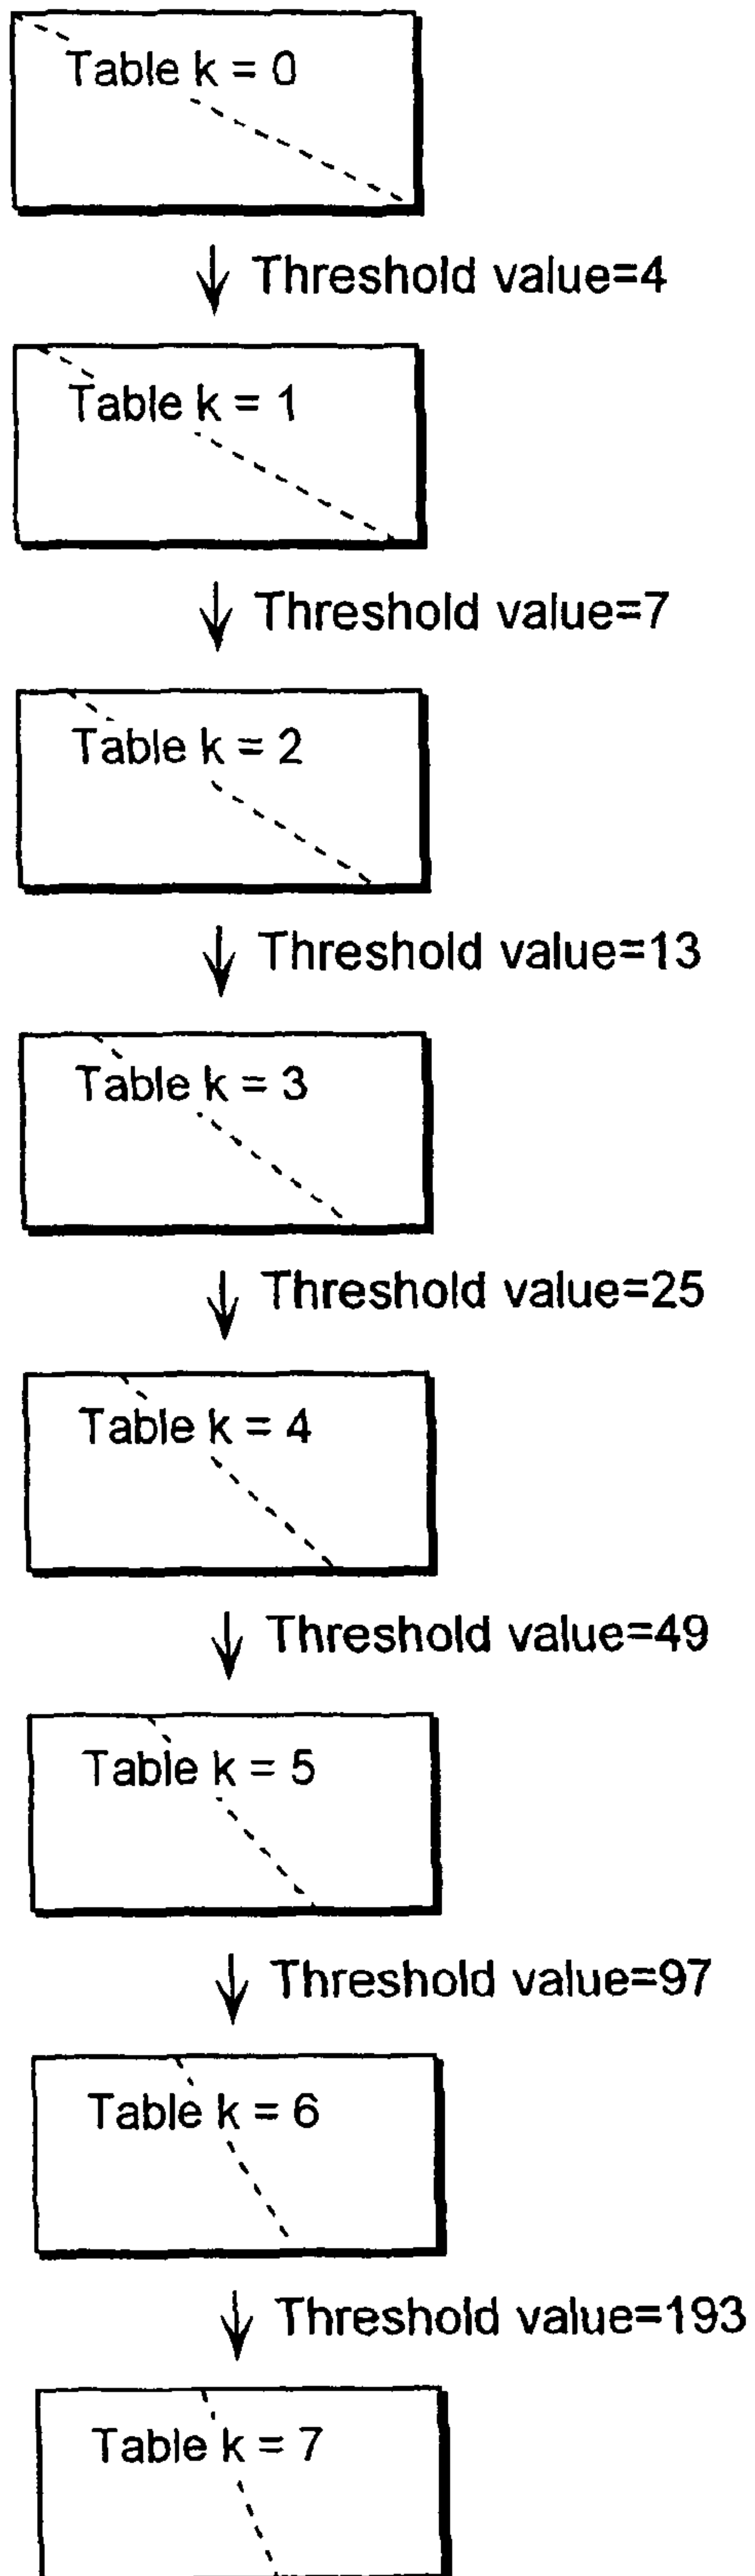 Table k = 0
Threshold value=4
Table k = 1
Threshold value=7
Table k = 2
Threshold value=13
Table k = 3
Threshold value=25
Table k = 4
Threshold value=49
Table k = 5
Threshold value=97
Table k = 6
Threshold value=193
Table k = 7